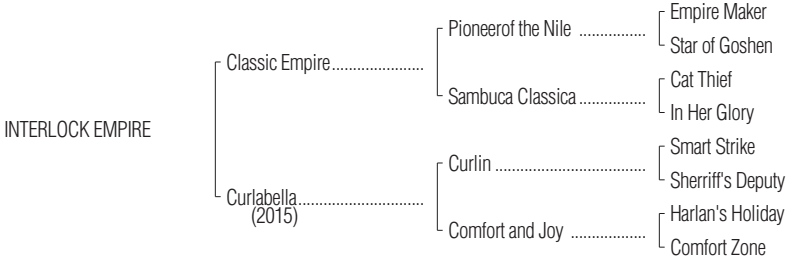 Empire Maker
Pioneerof the Nile ................
Star of Goshen
Classic Empire......................
Cat Thief
Sambuca Classica ................
In Her Glory
INTERLOCK EMPIRE
Smart Strike
Curlin ....................................
Sherriff's Deputy
Curlabella..............................
(2015)
Harlan's Holiday
Comfort and Joy ..................
Comfort Zone